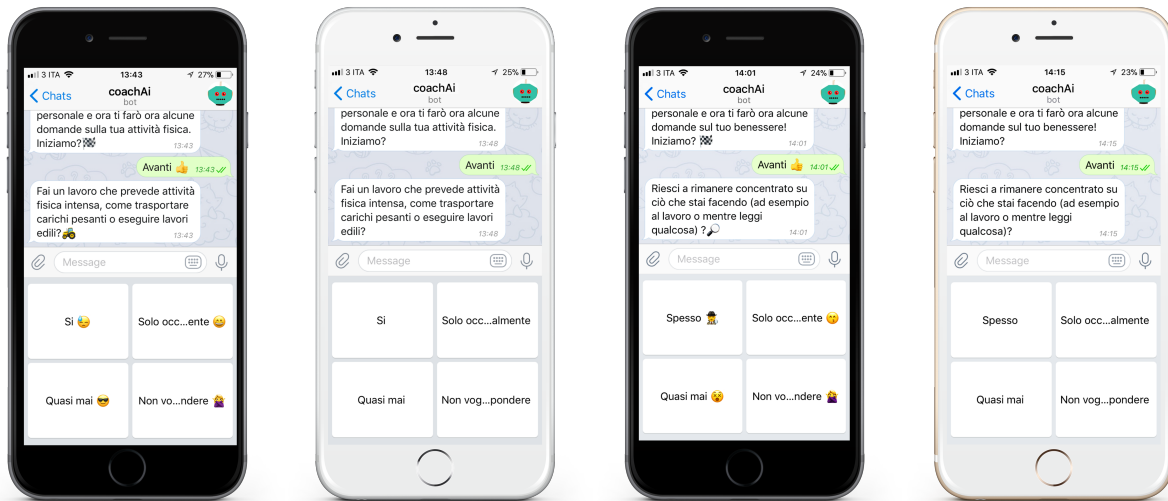 3 ITA 13:43 27%
Chats coachAi
bot
personale e ora ti farò ora alcune
domande sulla tua attività fisica.
Iniziamo?🏁 13:43
Avanti 👍 13:43
Fai un lavoro che prevede attività
fisica intensa, come trasportare
carichi pesanti o eseguire lavori
edili?🚜 13:43
Message
Si 😓 Solo occ...ente 😄
Quasi mai 😎 Non vo...ndere 🤷‍♀️
3 ITA 13:48 25%
Chats coachAi
bot
personale e ora ti farò ora alcune
domande sulla tua attività fisica.
Iniziamo? 13:48
Avanti 13:48
Fai un lavoro che prevede attività
fisica intensa, come trasportare
carichi pesanti o eseguire lavori
edili? 13:48
Message
Si Solo occ...almente
Quasi mai Non vog...pondere
3 ITA 14:01 24%
Chats coachAi
bot
personale e ora ti farò ora alcune
domande sul tuo benessere!
Iniziamo? 🏁 14:01
Avanti 👍 14:01
Riesci a rimanere concentrato su
ciò che stai facendo (ad esempio
al lavoro o mentre leggi
qualcosa) ?🔎 14:01
Message
Spesso 🕵️ Solo occ...ente 😙
Quasi mai 😵 Non vo...ndere 🤷‍♀️
3 ITA 14:15 23%
Chats coachAi
bot
personale e ora ti farò ora alcune
domande sul tuo benessere!
Iniziamo? 14:15
Avanti 14:15
Riesci a rimanere concentrato su
ciò che stai facendo (ad esempio
al lavoro o mentre leggi
qualcosa)? 14:15
Message
Spesso Solo occ...almente
Quasi mai Non vog...pondere